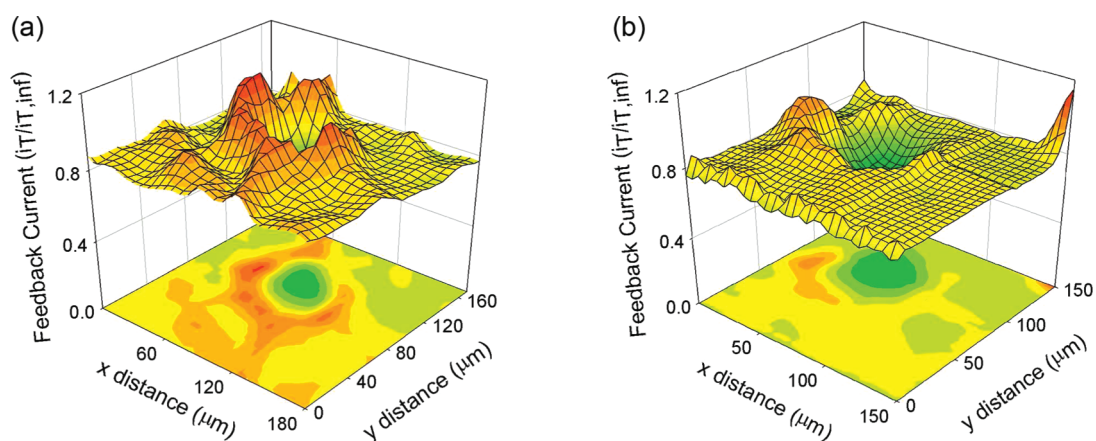 (a)
Feedback Current (iT/iT,inf)
1.2
0.8
0.4
0.0
60
120
180
x distance (μm)
0
40
80
120
160
y distance (μm)
(b)
Feedback Current (iT/iT,inf)
1.2
0.8
0.4
0.0
50
100
150
x distance (μm)
0
50
100
150
y distance (μm)